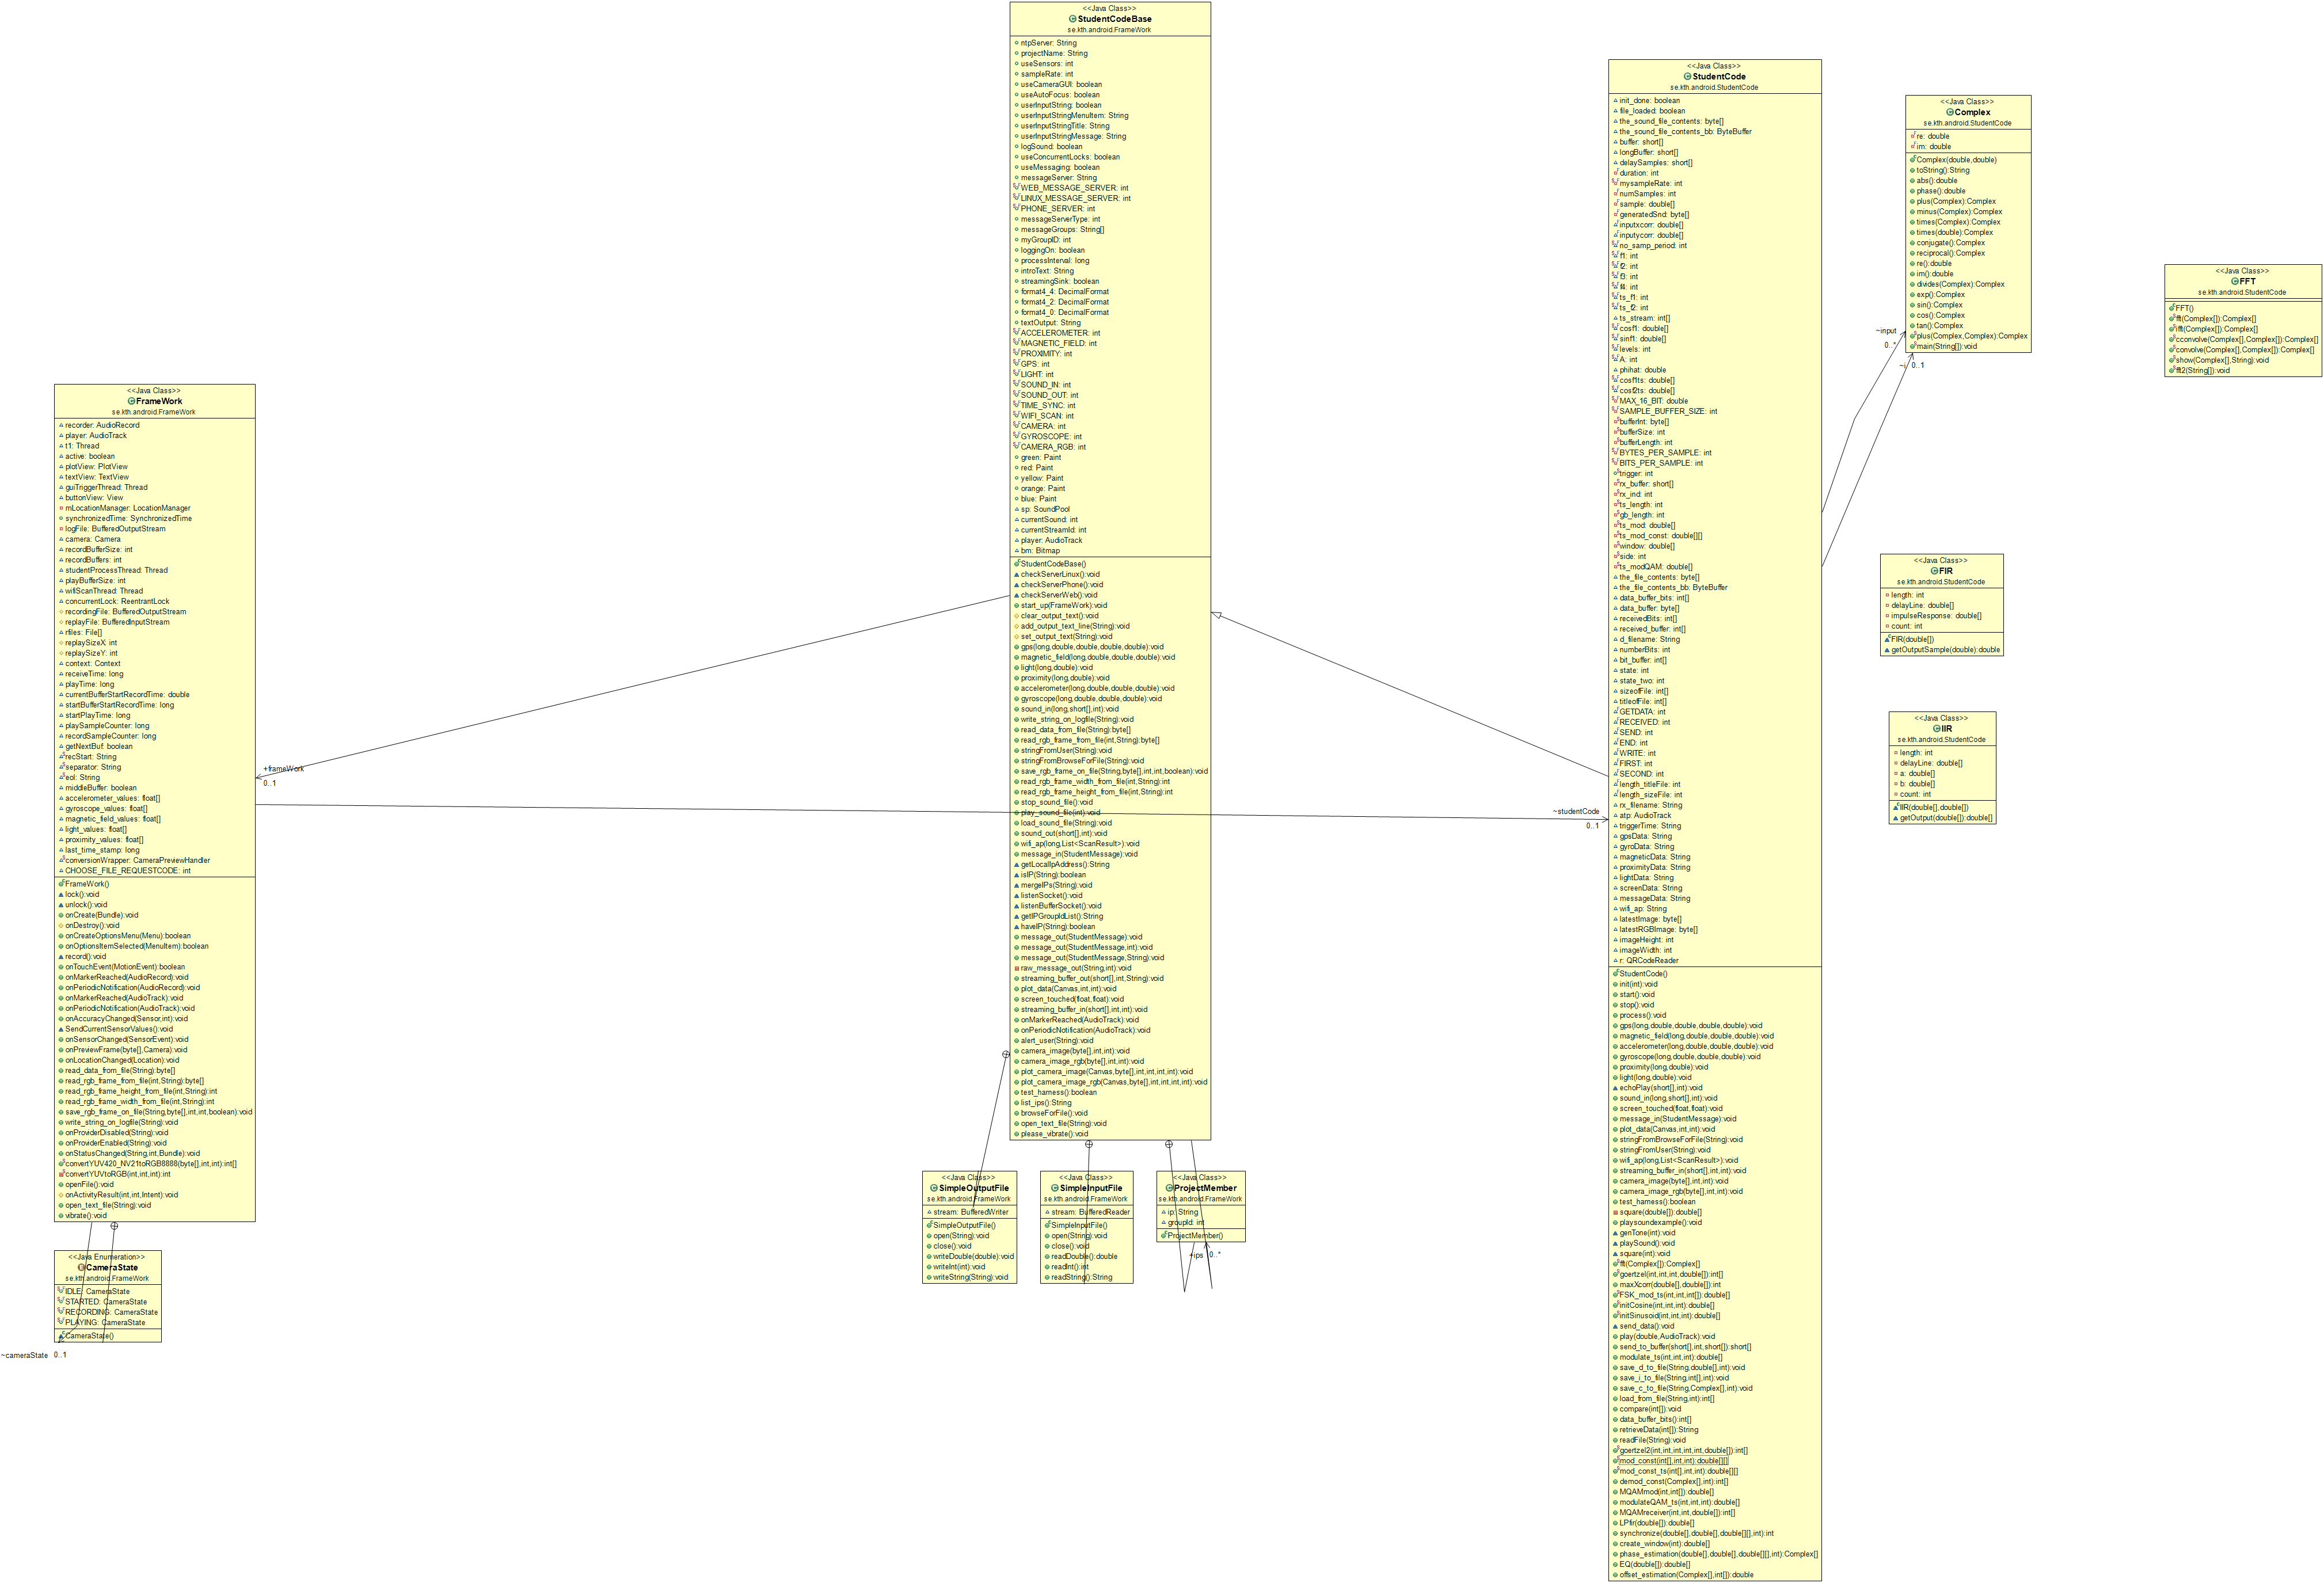 <<Java Class>>
StudentCodeBase
se.kth.android.FrameWork
ntpServer: String
projectName: String
useSensors: int
sampleRate: int
useCameraGUI: boolean
useAutoFocus: boolean
userInputString: boolean
userInputStringMenuItem: String
userInputStringTitle: String
userInputStringMessage: String
logSound: boolean
useConcurrentLocks: boolean
useMessaging: boolean
messageServer: String
WEB_MESSAGE_SERVER: int
LINUX_MESSAGE_SERVER: int
PHONE_SERVER: int
messageServerType: int
messageGroups: String[]
myGroupID: int
loggingOn: boolean
processInterval: long
introText: String
streamingSink: boolean
format4_4: DecimalFormat
format4_2: DecimalFormat
format4_0: DecimalFormat
textOutput: String
ACCELEROMETER: int
MAGNETIC_FIELD: int
PROXIMITY: int
GPS: int
LIGHT: int
SOUND_IN: int
SOUND_OUT: int
TIME_SYNC: int
WIFI_SCAN: int
CAMERA: int
GYROSCOPE: int
CAMERA_RGB: int
green: Paint
red: Paint
yellow: Paint
orange: Paint
blue: Paint
sp: SoundPool
currentSound: int
currentStreamId: int
player: AudioTrack
bm: Bitmap
StudentCodeBase()
checkServerLinux():void
checkServerPhone():void
checkServerWeb():void
start_up(FrameWork):void
clear_output_text():void
add_output_text_line(String):void
set_output_text(String):void
gps(long,double,double,double,double):void
magnetic_field(long,double,double,double):void
light(long,double):void
proximity(long,double):void
accelerometer(long,double,double,double):void
gyroscope(long,double,double,double):void
sound_in(long,short[],int):void
write_string_on_logfile(String):void
read_data_from_file(String):byte[]
read_rgb_frame_from_file(int,String):byte[]
stringFromUser(String):void
stringFromBrowseForFile(String):void
save_rgb_frame_on_file(String,byte[],int,int,boolean):void
read_rgb_frame_width_from_file(int,String):int
read_rgb_frame_height_from_file(int,String):int
stop_sound_file():void
play_sound_file(int):void
load_sound_file(String):void
sound_out(short[],int):void
wifi_ap(long,List<ScanResult>):void
message_in(StudentMessage):void
getLocalIpAddress():String
isIP(String):boolean
mergeIPs(String):void
listenSocket():void
listenBufferSocket():void
getIPGroupIdList():String
haveIP(String):boolean
message_out(StudentMessage):void
message_out(StudentMessage,int):void
message_out(StudentMessage,String):void
raw_message_out(String,int):void
streaming_buffer_out(short[],int,String):void
plot_data(Canvas,int,int):void
screen_touched(float,float):void
streaming_buffer_in(short[],int,int):void
onMarkerReached(AudioTrack):void
onPeriodicNotification(AudioTrack):void
alert_user(String):void
camera_image(byte[],int,int):void
camera_image_rgb(byte[],int,int):void
plot_camera_image(Canvas,byte[],int,int,int,int):void
plot_camera_image_rgb(Canvas,byte[],int,int,int,int):void
test_harness():boolean
list_ips():String
browseForFile():void
open_text_file(String):void
please_vibrate():void
<<Java Class>>
StudentCode
se.kth.android.StudentCode
init_done: boolean
file_loaded: boolean
the_sound_file_contents: byte[]
the_sound_file_contents_bb: ByteBuffer
buffer: short[]
longBuffer: short[]
delaySamples: short[]
duration: int
mysampleRate: int
numSamples: int
sample: double[]
generatedSnd: byte[]
inputxcorr: double[]
inputycorr: double[]
no_samp_period: int
f1: int
f2: int
f3: int
f4: int
ts_f1: int
ts_f2: int
ts_stream: int[]
cosf1: double[]
sinf1: double[]
levels: int
A: int
phihat: double
cosf1ts: double[]
cosf2ts: double[]
MAX_16_BIT: double
SAMPLE_BUFFER_SIZE: int
bufferInt: byte[]
bufferSize: int
bufferLength: int
BYTES_PER_SAMPLE: int
BITS_PER_SAMPLE: int
trigger: int
rx_buffer: short[]
rx_ind: int
ts_length: int
gb_length: int
ts_mod: double[]
ts_mod_const: double[][]
window: double[]
side: int
ts_modQAM: double[]
the_file_contents: byte[]
the_file_contents_bb: ByteBuffer
data_buffer_bits: int[]
data_buffer: byte[]
receivedBits: int[]
received_buffer: int[]
d_filename: String
numberBits: int
bit_buffer: int[]
state: int
state_two: int
sizeofFile: int[]
titleofFile: int[]
GETDATA: int
RECEIVED: int
SEND: int
END: int
WRITE: int
FIRST: int
SECOND: int
length_titleFile: int
length_sizeFile: int
rx_filename: String
atp: AudioTrack
triggerTime: String
gpsData: String
gyroData: String
magneticData: String
proximityData: String
lightData: String
screenData: String
messageData: String
wifi_ap: String
latestImage: byte[]
latestRGBImage: byte[]
imageHeight: int
imageWidth: int
r: QRCodeReader
StudentCode()
init(int):void
start():void
stop():void
process():void
gps(long,double,double,double,double):void
magnetic_field(long,double,double,double):void
accelerometer(long,double,double,double):void
gyroscope(long,double,double,double):void
proximity(long,double):void
light(long,double):void
echoPlay(short[],int):void
sound_in(long,short[],int):void
screen_touched(float,float):void
message_in(StudentMessage):void
plot_data(Canvas,int,int):void
stringFromBrowseForFile(String):void
stringFromUser(String):void
wifi_ap(long,List<ScanResult>):void
streaming_buffer_in(short[],int,int):void
camera_image(byte[],int,int):void
camera_image_rgb(byte[],int,int):void
test_harness():boolean
square(double[]):double[]
playsoundexample():void
genTone(int):void
playSound():void
square(int):void
fft(Complex[]):Complex[]
goertzel(int,int,int,double[]):int[]
maxXcorr(double[],double[]):int
FSK_mod_ts(int,int,int[]):double[]
initCosine(int,int,int):double[]
initSinusoid(int,int,int):double[]
send_data():void
play(double,AudioTrack):void
send_to_buffer(short[],int,short[]):short[]
modulate_ts(int,int,int):double[]
save_d_to_file(String,double[],int):void
save_i_to_file(String,int[],int):void
save_c_to_file(String,Complex[],int):void
load_from_file(String,int):int[]
compare(int[]):void
data_buffer_bits():int[]
retrieveData(int[]):String
readFile(String):void
goertzel2(int,int,int,int,int,double[]):int[]
mod_const(int[],int,int):double[][]
mod_const_ts(int[],int,int):double[][]
demod_const(Complex[],int):int[]
MQAMmod(int,int[]):double[]
modulateQAM_ts(int,int,int):double[]
MQAMreceiver(int,int,double[]):int[]
LPfir(double[]):double[]
synchronize(double[],double[],double[][],int):int
create_window(int):double[]
phase_estimation(double[],double[],double[][],int):Complex[]
EQ(double[]):double[]
offset_estimation(Complex[],int[]):double
<<Java Class>>
Complex
se.kth.android.StudentCode
re: double
im: double
Complex(double,double)
toString():String
abs():double
phase():double
plus(Complex):Complex
minus(Complex):Complex
times(Complex):Complex
times(double):Complex
conjugate():Complex
reciprocal():Complex
re():double
im():double
divides(Complex):Complex
exp():Complex
sin():Complex
cos():Complex
tan():Complex
plus(Complex,Complex):Complex
main(String[]):void
~input
0..*
~i
0..1
<<Java Class>>
FFT
se.kth.android.StudentCode
FFT()
fft(Complex[]):Complex[]
ifft(Complex[]):Complex[]
cconvolve(Complex[],Complex[]):Complex[]
convolve(Complex[],Complex[]):Complex[]
show(Complex[],String):void
fft2(String[]):void
<<Java Class>>
FIR
se.kth.android.StudentCode
length: int
delayLine: double[]
impulseResponse: double[]
count: int
FIR(double[])
getOutputSample(double):double
<<Java Class>>
IIR
se.kth.android.StudentCode
length: int
delayLine: double[]
a: double[]
b: double[]
count: int
IIR(double[],double[])
getOutput(double[]):double[]
<<Java Class>>
FrameWork
se.kth.android.FrameWork
recorder: AudioRecord
player: AudioTrack
t1: Thread
active: boolean
plotView: PlotView
textView: TextView
guiTriggerThread: Thread
buttonView: View
mLocationManager: LocationManager
synchronizedTime: SynchronizedTime
logFile: BufferedOutputStream
camera: Camera
recordBufferSize: int
recordBuffers: int
studentProcessThread: Thread
playBufferSize: int
wifiScanThread: Thread
concurrentLock: ReentrantLock
recordingFile: BufferedOutputStream
replayFile: BufferedInputStream
rfiles: File[]
replaySizeX: int
replaySizeY: int
context: Context
receiveTime: long
playTime: long
currentBufferStartRecordTime: double
startBufferStartRecordTime: long
startPlayTime: long
playSampleCounter: long
recordSampleCounter: long
getNextBuf: boolean
recStart: String
separator: String
eol: String
middleBuffer: boolean
accelerometer_values: float[]
gyroscope_values: float[]
magnetic_field_values: float[]
light_values: float[]
proximity_values: float[]
last_time_stamp: long
conversionWrapper: CameraPreviewHandler
CHOOSE_FILE_REQUESTCODE: int
FrameWork()
lock():void
unlock():void
onCreate(Bundle):void
onDestroy():void
onCreateOptionsMenu(Menu):boolean
onOptionsItemSelected(MenuItem):boolean
record():void
onTouchEvent(MotionEvent):boolean
onMarkerReached(AudioRecord):void
onPeriodicNotification(AudioRecord):void
onMarkerReached(AudioTrack):void
onPeriodicNotification(AudioTrack):void
onAccuracyChanged(Sensor,int):void
SendCurrentSensorValues():void
onSensorChanged(SensorEvent):void
onPreviewFrame(byte[],Camera):void
onLocationChanged(Location):void
read_data_from_file(String):byte[]
read_rgb_frame_from_file(int,String):byte[]
read_rgb_frame_height_from_file(int,String):int
read_rgb_frame_width_from_file(int,String):int
save_rgb_frame_on_file(String,byte[],int,int,boolean):void
write_string_on_logfile(String):void
onProviderDisabled(String):void
onProviderEnabled(String):void
onStatusChanged(String,int,Bundle):void
convertYUV420_NV21toRGB8888(byte[],int,int):int[]
convertYUVtoRGB(int,int,int):int
openFile():void
onActivityResult(int,int,Intent):void
open_text_file(String):void
vibrate():void
+frameWork
0..1
~studentCode
0..1
<<Java Class>>
SimpleOutputFile
se.kth.android.FrameWork
stream: BufferedWriter
SimpleOutputFile()
open(String):void
close():void
writeDouble(double):void
writeInt(int):void
writeString(String):void
<<Java Class>>
SimpleInputFile
se.kth.android.FrameWork
stream: BufferedReader
SimpleInputFile()
open(String):void
close():void
readDouble():double
readInt():int
readString():String
<<Java Class>>
ProjectMember
se.kth.android.FrameWork
ip: String
groupId: int
ProjectMember()
+ips
0..*
<<Java Enumeration>>
CameraState
se.kth.android.FrameWork
IDLE: CameraState
STARTED: CameraState
RECORDING: CameraState
PLAYING: CameraState
CameraState()
~cameraState
0..1